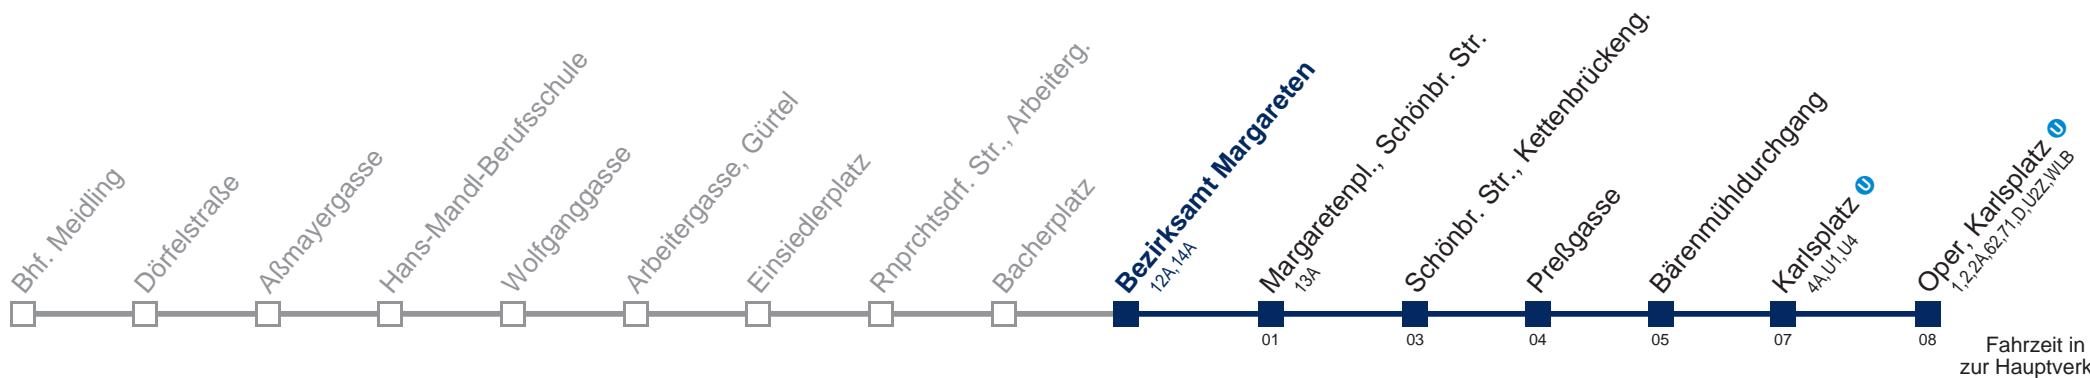 Bhf. Meidling
Dörfelstraße
Aßmayergasse
Hans-Mandl-Berufsschule
Wolfganggasse
Arbeitergasse, Gürtel
Einsiedlerplatz
Rnprchtsdrf. Str., Arbeiterg.
Bacherplatz
Bezirksamt Margareten
12A,14A
Margaretenpl., Schönbr. Str.
13A
Schönbr. Str., Kettenbrückeng.
Preßgasse
Bärenmühldurchgang
Karlsplatz U
4A,U1,U4
Oper, Karlsplatz U
1,2,2A,62,71,D,U2Z,WLB
01
03
04
05
07
08
Fahrzeit in
zur Hauptverk